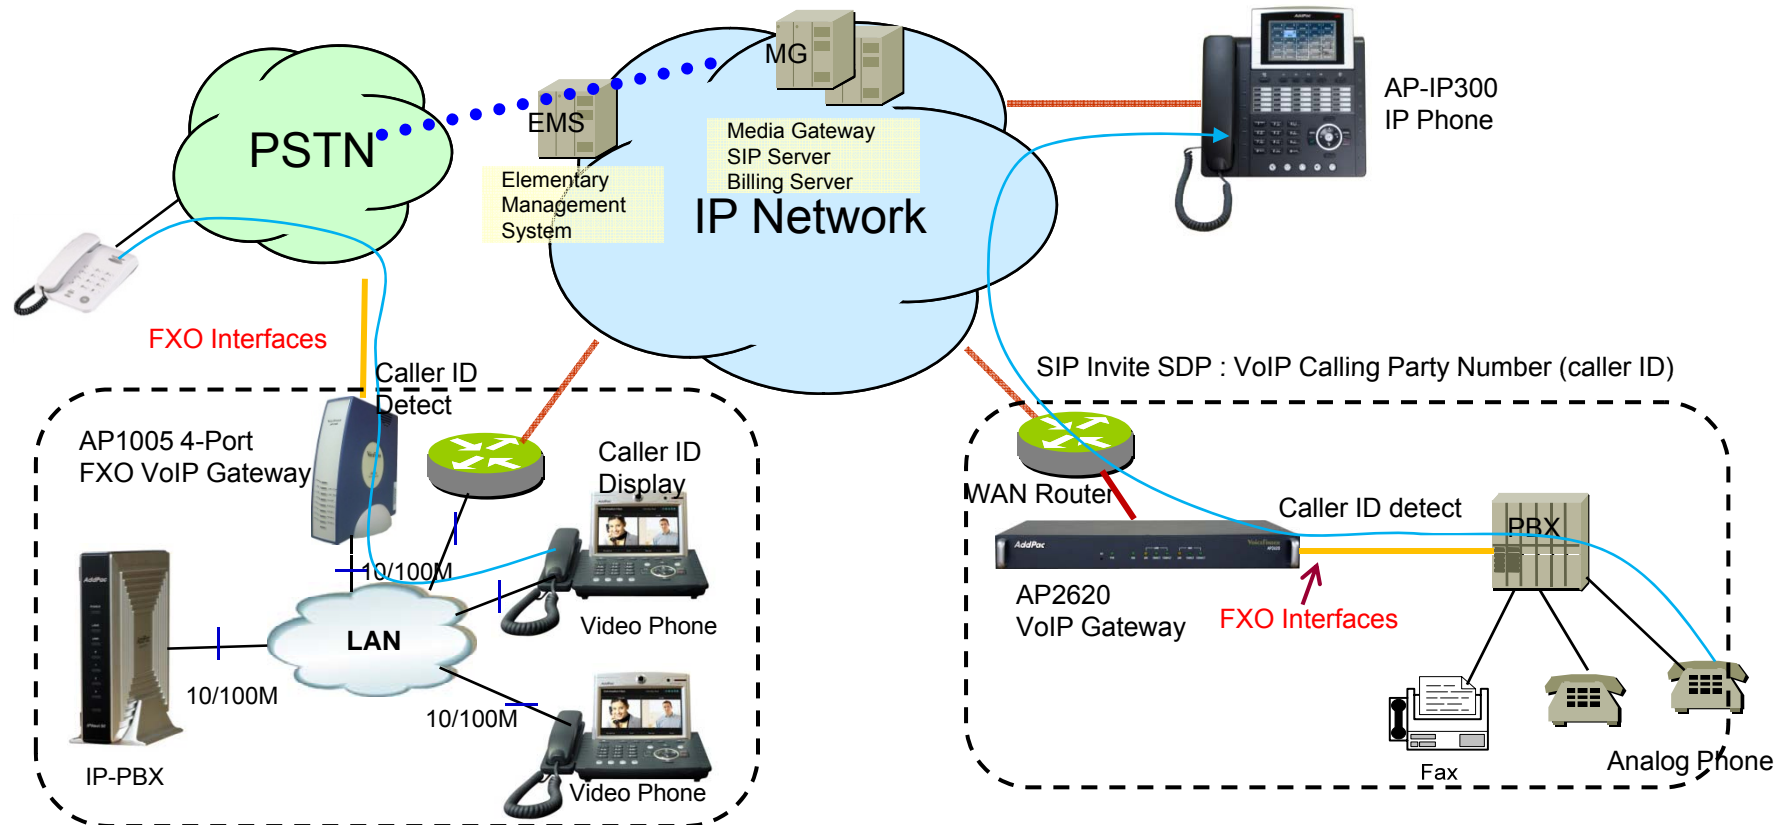 MG
AddPac
AP-IP300
IP Phone
EMS
PSTN
Media Gateway
SIP Server
Billing Server
Elementary
Management
System
IP Network
FXO Interfaces
Caller ID
Detect
SIP Invite SDP : VoIP Calling Party Number (caller ID)
AP1005 4-Port
FXO VoIP Gateway
Caller ID
Display
WAN Router
Caller ID detect
PBX
AddPac
AP2620
VoIP Gateway
FXO Interfaces
10/100M
AddPac
LAN
Video Phone
10/100M
10/100M
IP-PBX
Video Phone
Fax
Analog Phone